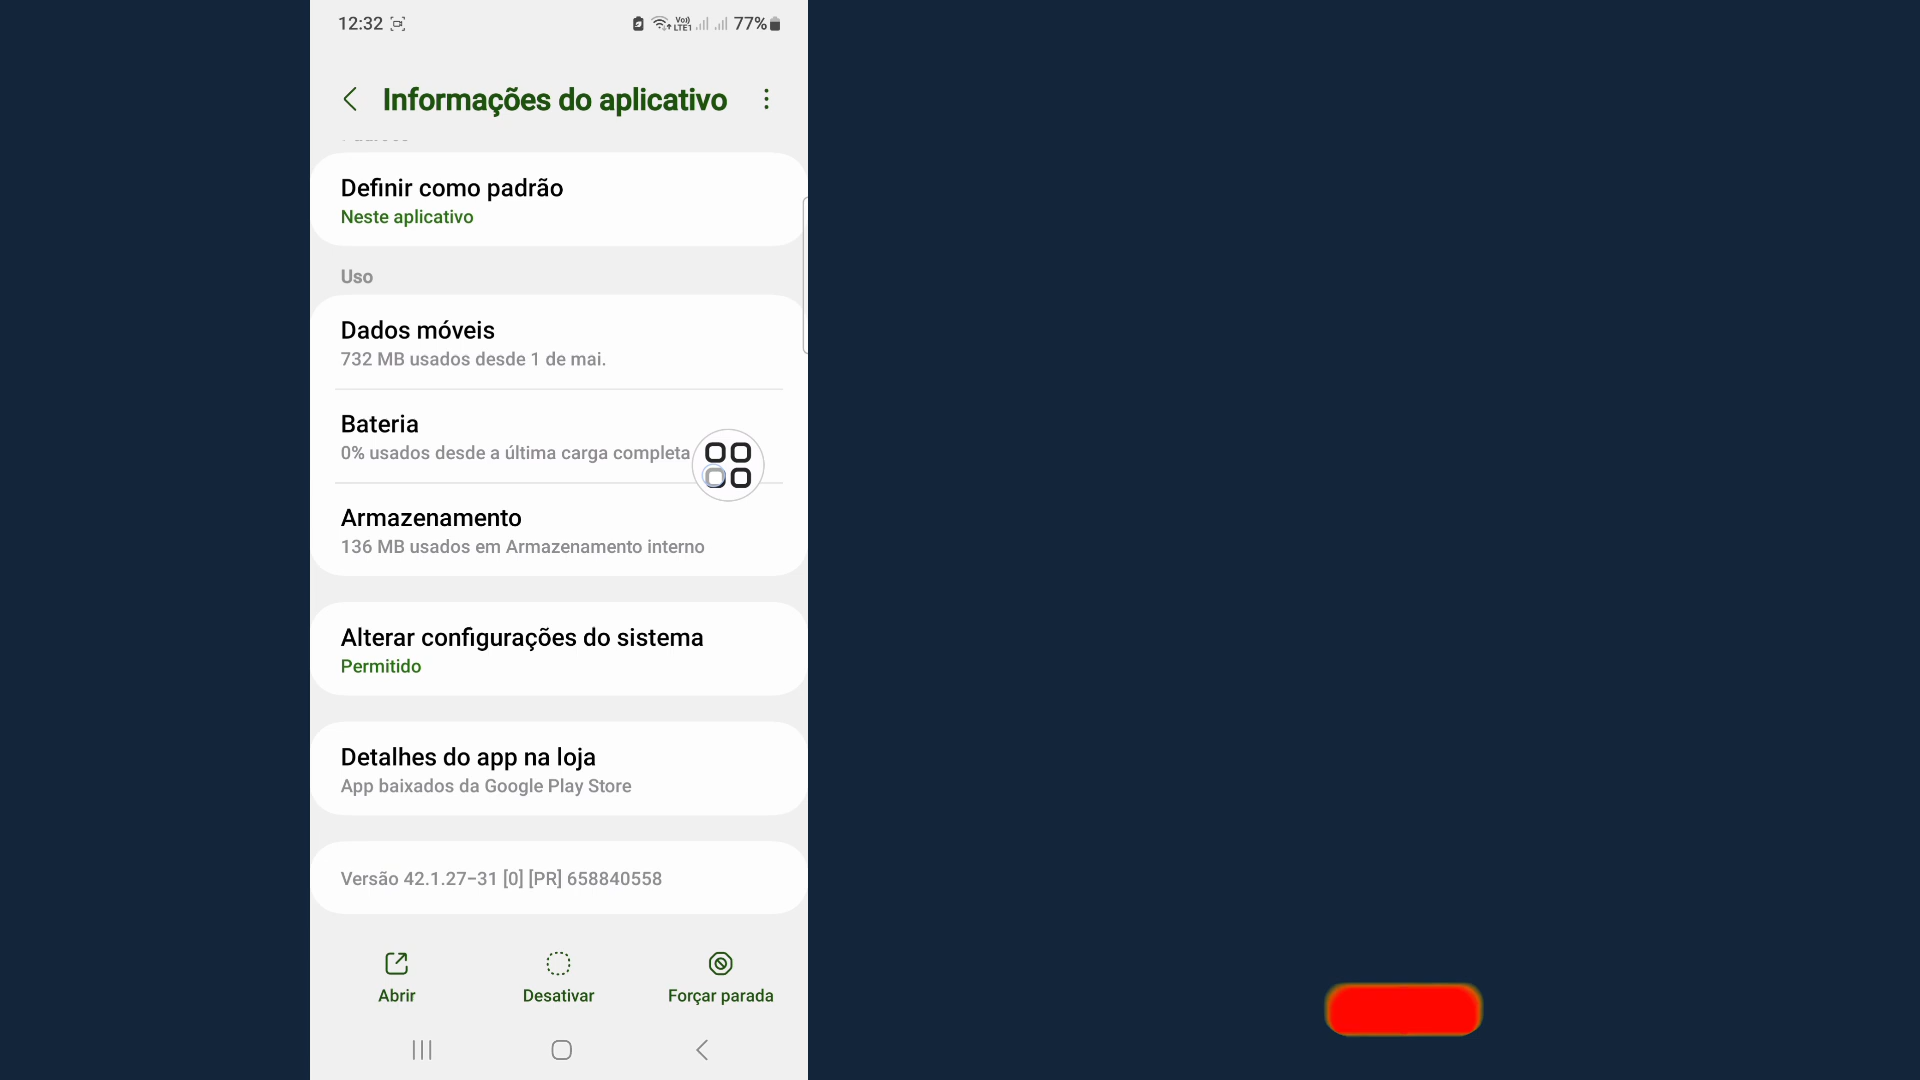 12:32
Vo))
LTE1
77%
Informações do aplicativo
Definir como padrão
Neste aplicativo
Uso
Dados móveis
732 MB usados desde 1 de mai.
Bateria
0% usados desde a última carga completa
Armazenamento
136 MB usados em Armazenamento interno
Alterar configurações do sistema
Permitido
Detalhes do app na loja
App baixados da Google Play Store
Versão 42.1.27-31 [0] [PR] 658840558
Abrir
Desativar
Forçar parada